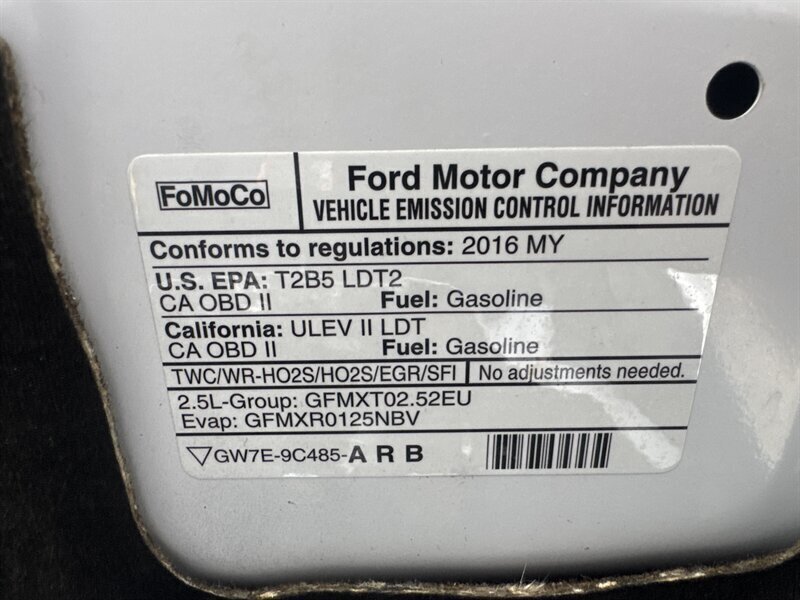 FoMoCo
Ford Motor Company
VEHICLE EMISSION CONTROL INFORMATION
Conforms to regulations: 2016 MY
U.S. EPA: T2B5 LDT2
CA OBD II Fuel: Gasoline
California: ULEV II LDT
CA OBD II Fuel: Gasoline
TWC/WR-HO2S/HO2S/EGR/SFI No adjustments needed.
2.5L-Group: GFMXT02.52EU
Evap: GFMXR0125NBV
GW7E-9C485-A R B